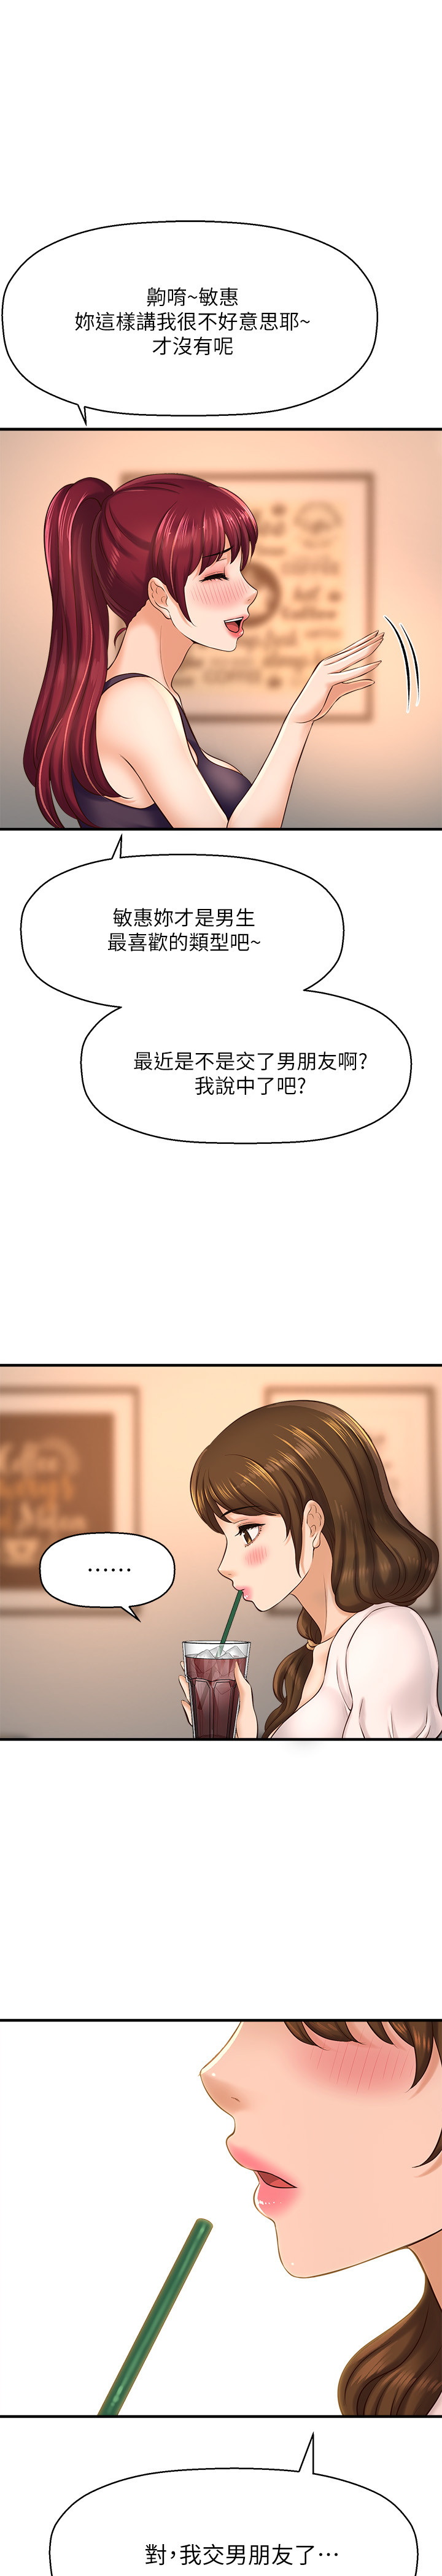 齁唷~敏惠
妳這樣講我很不好意思耶~
才沒有呢
敏惠妳才是男生
最喜歡的類型吧~
最近是不是交了男朋友啊?
我說中了吧?
……
對,我交男朋友了…